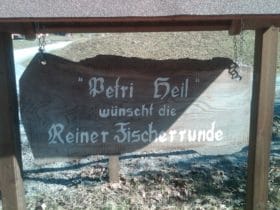 "Petri Heil"
wünscht die
Reiner Fischerrunde